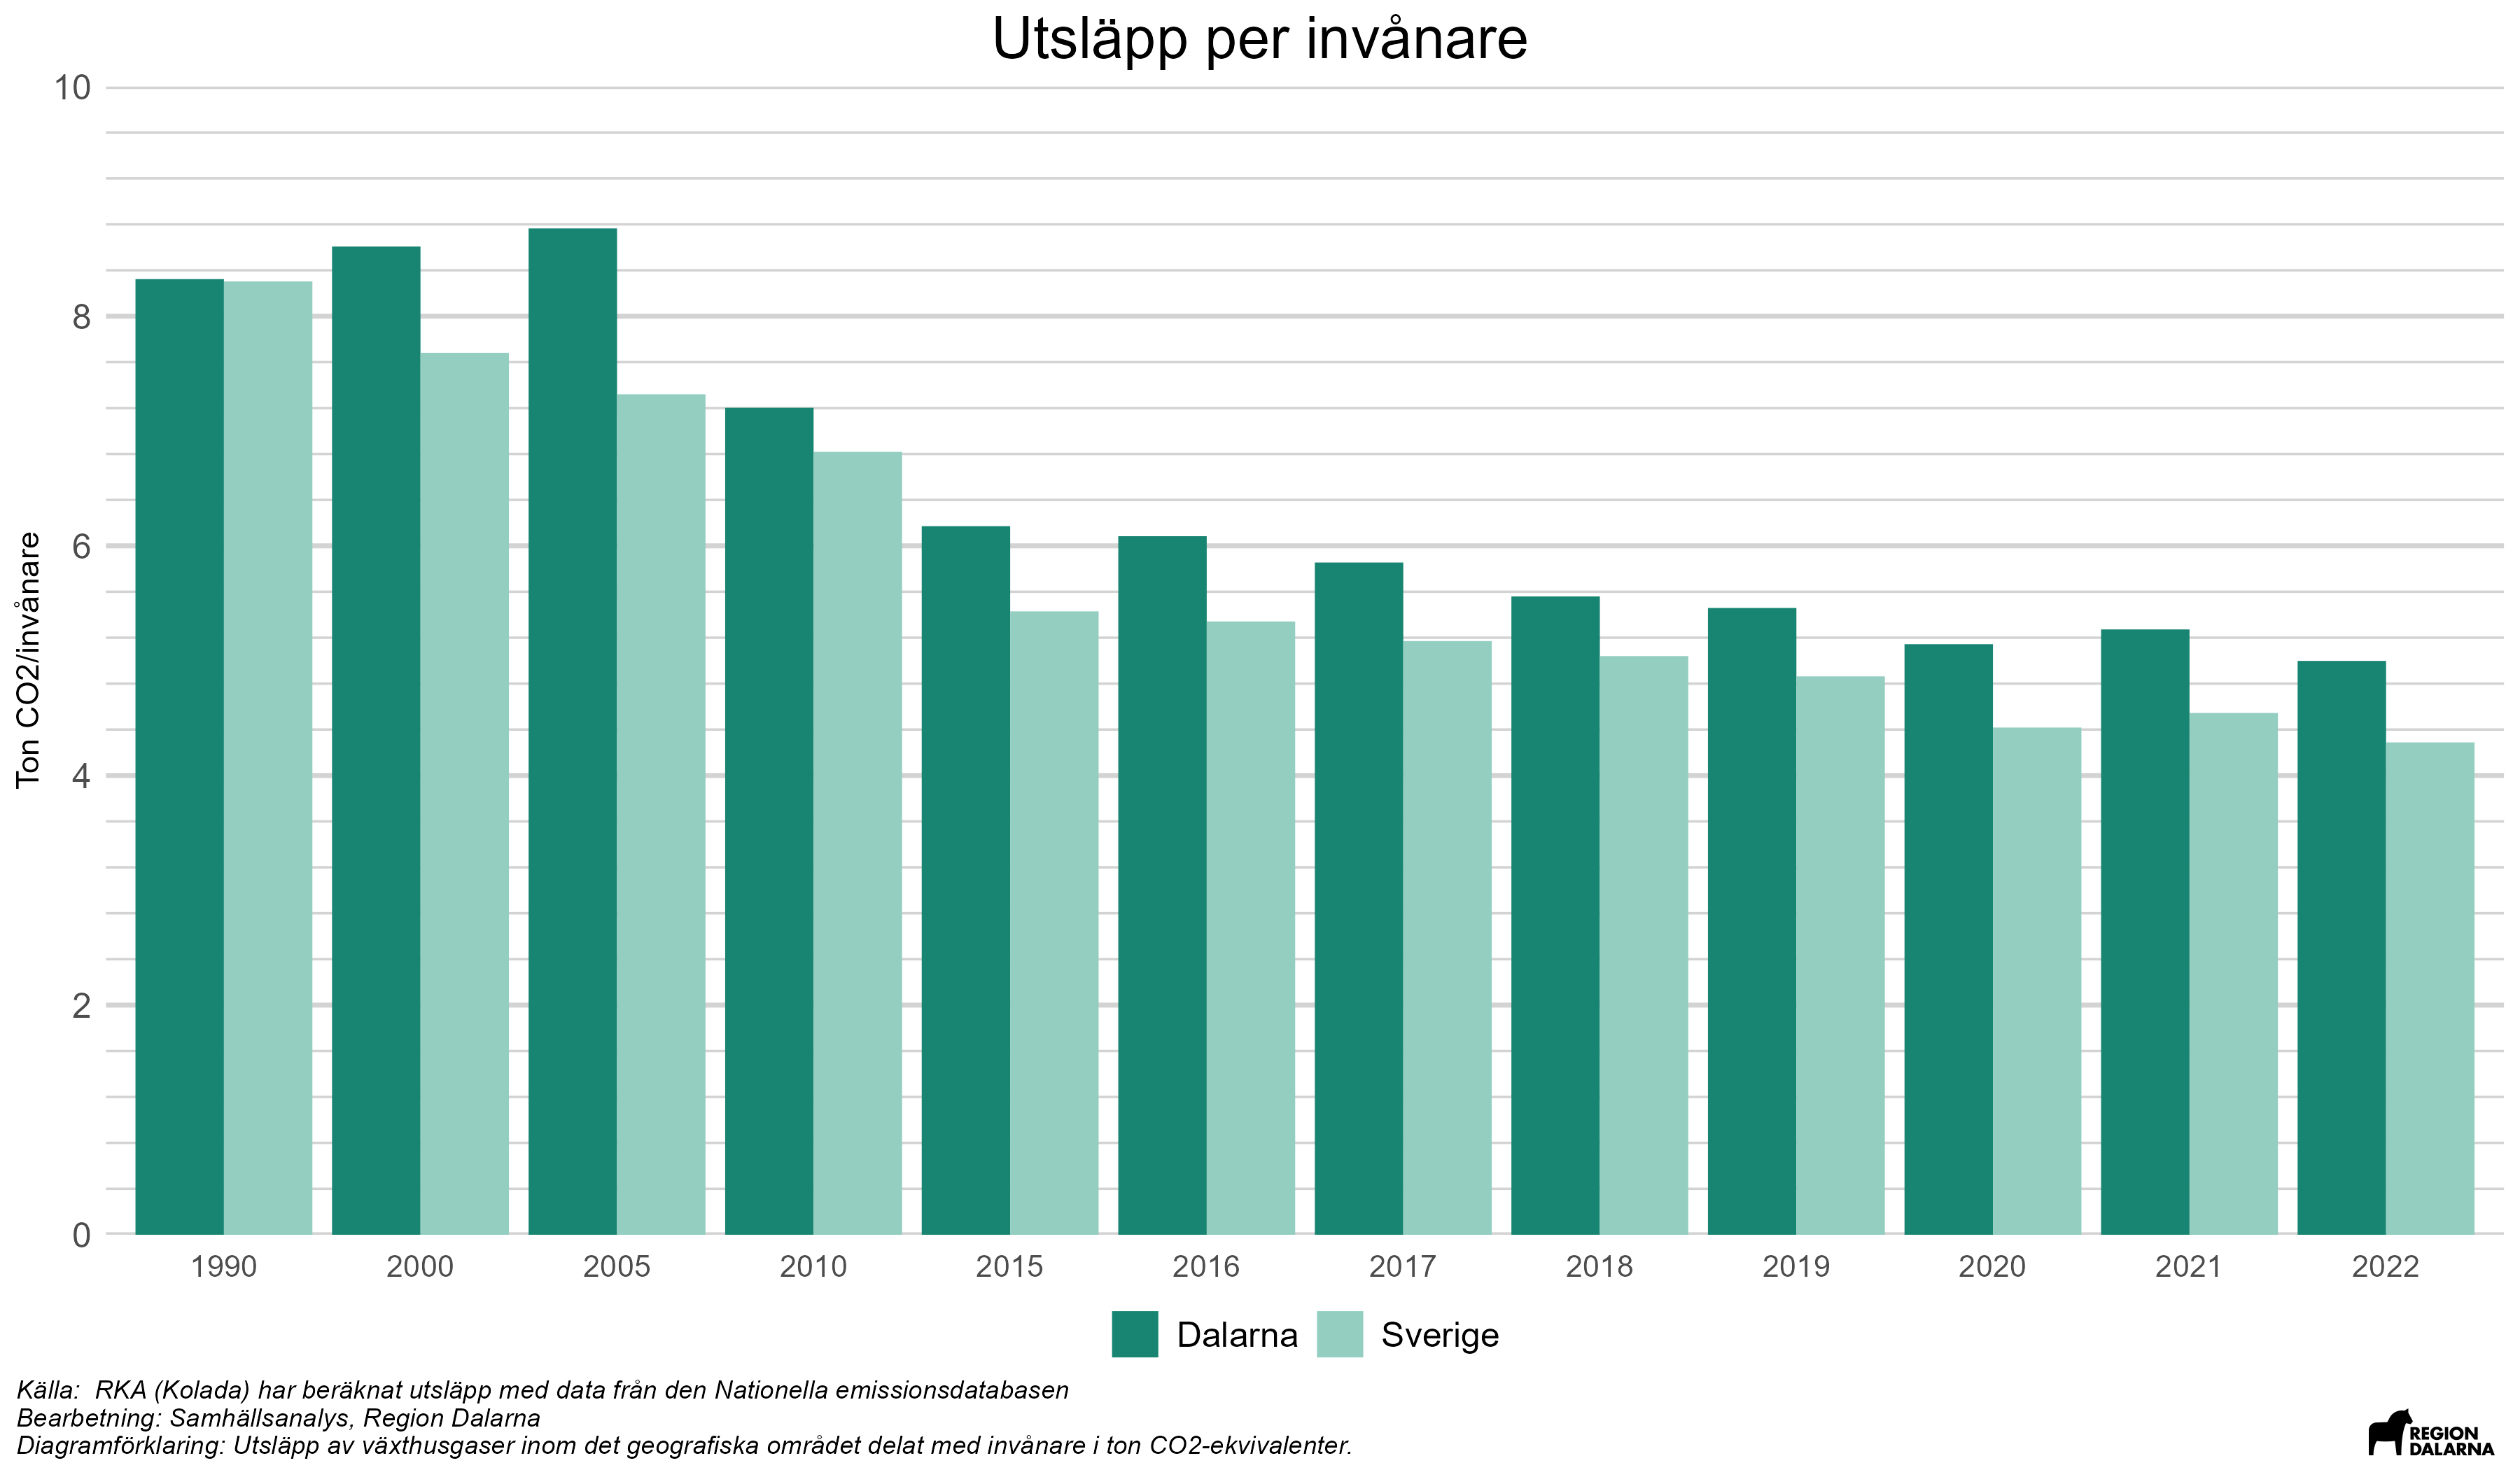 Utsläpp per invånare
10
8
6
4
2
0
Ton CO2/invånare
1990 2000 2005 2010 2015 2016 2017 2018 2019 2020 2021 2022
Dalarna Sverige
Källa:  RKA (Kolada) har beräknat utsläpp med data från den Nationella emissionsdatabasen
Bearbetning: Samhällsanalys, Region Dalarna
Diagramförklaring: Utsläpp av växthusgaser inom det geografiska området delat med invånare i ton CO2-ekvivalenter.
REGION
DALARNA